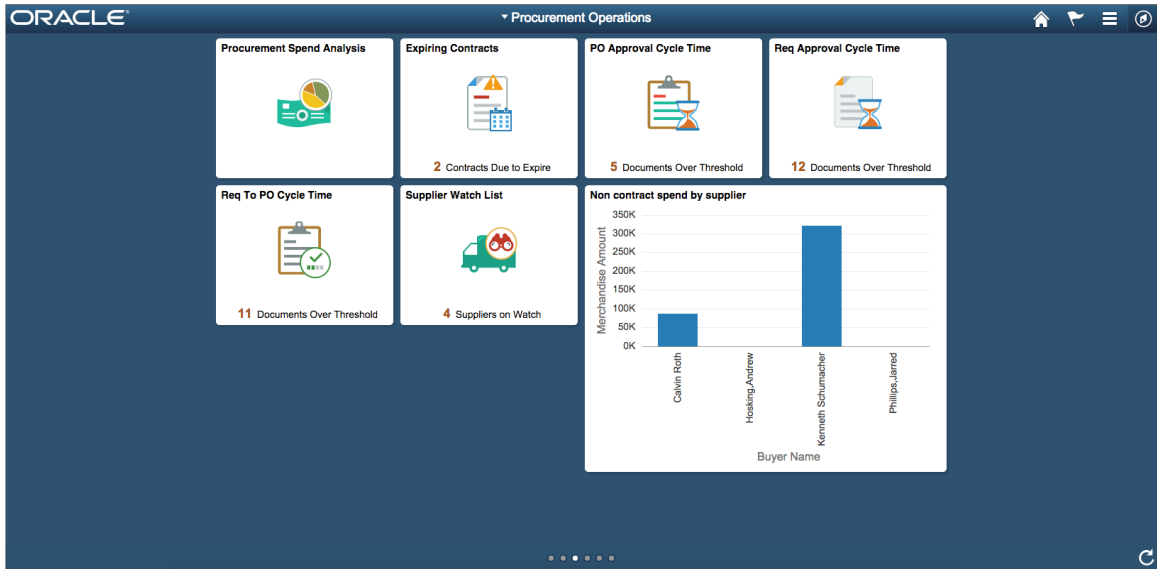 ORACLE
Procurement Operations
Procurement Spend Analysis
Expiring Contracts
2 Contracts Due to Expire
PO Approval Cycle Time
5 Documents Over Threshold
Req Approval Cycle Time
12 Documents Over Threshold
Req To PO Cycle Time
11 Documents Over Threshold
Supplier Watch List
4 Suppliers on Watch
Non contract spend by supplier
Merchandise Amount
350K
300K
250K
200K
150K
100K
50K
0K
Calvin Roth
Hosking,Andrew
Kenneth Schumacher
Phillips,Jarred
Buyer Name